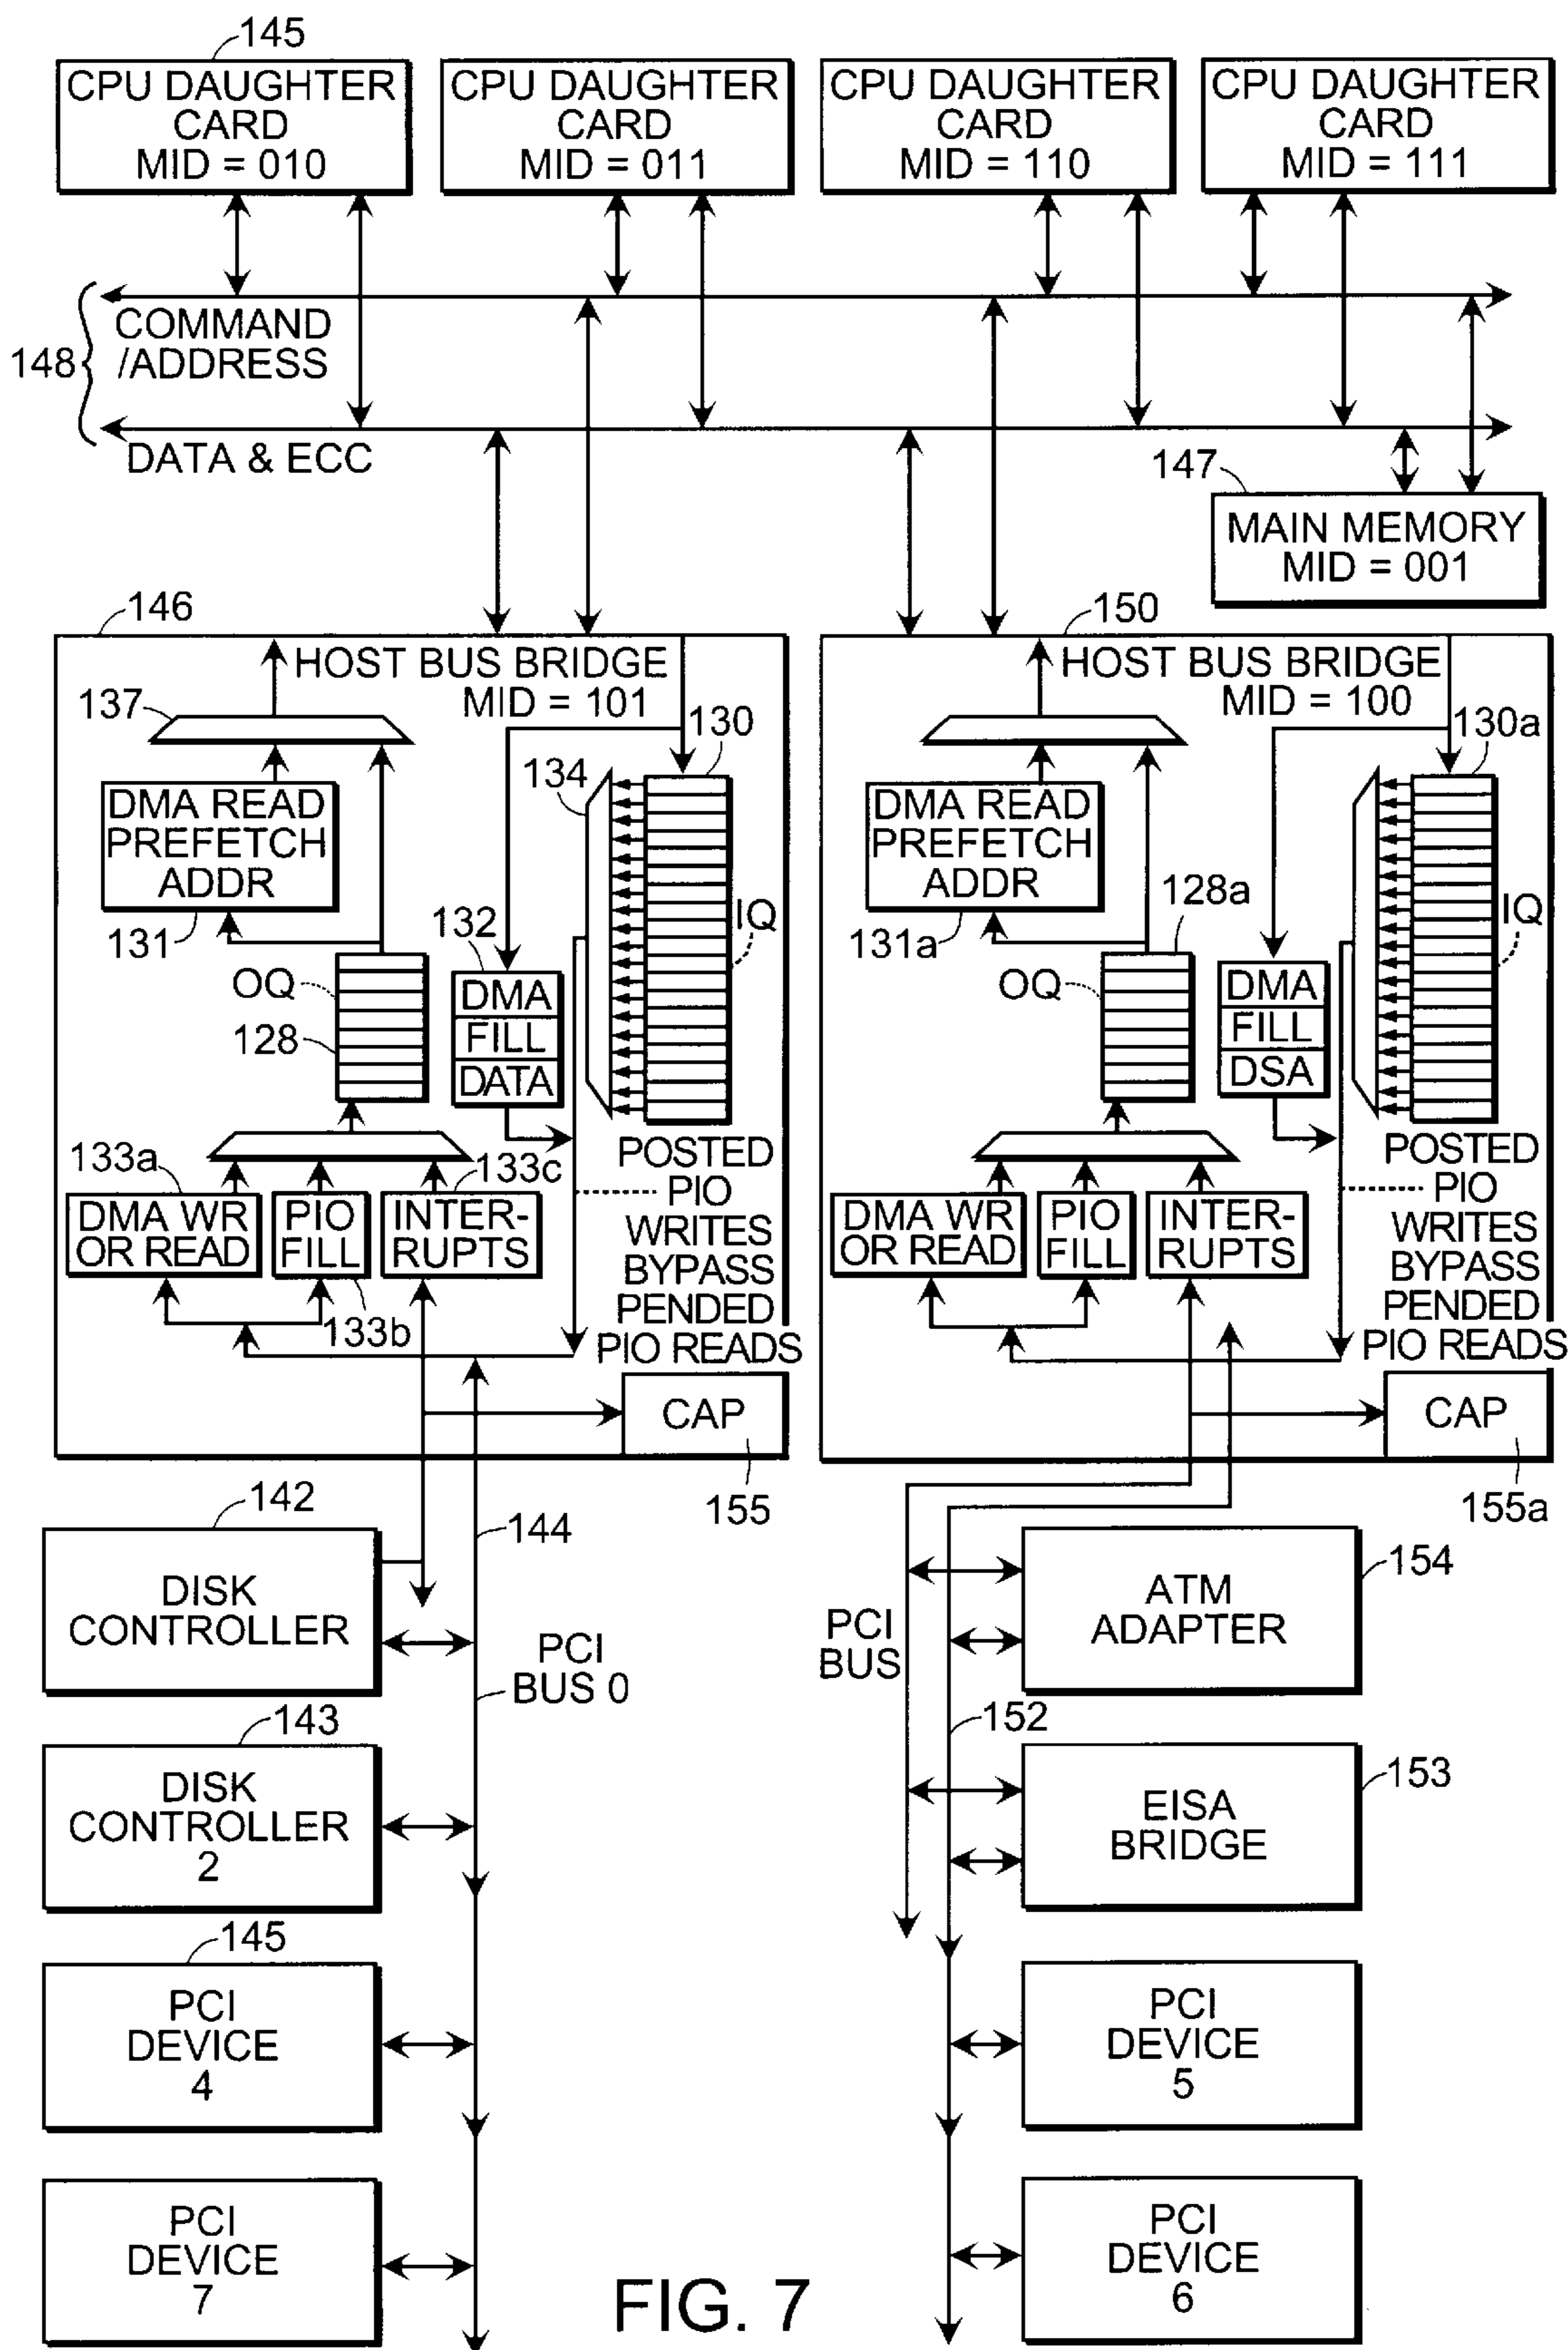 145
CPU DAUGHTER
CARD
MID = 010
CPU DAUGHTER
CARD
MID = 011
CPU DAUGHTER
CARD
MID = 110
CPU DAUGHTER
CARD
MID = 111
148
COMMAND
/ADDRESS
DATA & ECC
147
MAIN MEMORY
MID = 001
146
HOST BUS BRIDGE
MID = 101
137
130
134
DMA READ
PREFETCH
ADDR
131
132
IQ
OQ
128
DMA
FILL
DATA
133a
133c
DMA WR
OR READ
PIO
FILL
INTER-
RUPTS
133b
POSTED
PIO
WRITES
BYPASS
PENDED
PIO READS
CAP
155
150
HOST BUS BRIDGE
MID = 100
130a
DMA READ
PREFETCH
ADDR
131a
128a
IQ
OQ
DMA
FILL
DSA
DMA WR
OR READ
PIO
FILL
INTER-
RUPTS
POSTED
PIO
WRITES
BYPASS
PENDED
PIO READS
CAP
155a
142
DISK
CONTROLLER
144
PCI
BUS 0
143
DISK
CONTROLLER
2
145
PCI
DEVICE
4
PCI
DEVICE
7
PCI
BUS
152
154
ATM
ADAPTER
153
EISA
BRIDGE
PCI
DEVICE
5
PCI
DEVICE
6
FIG. 7